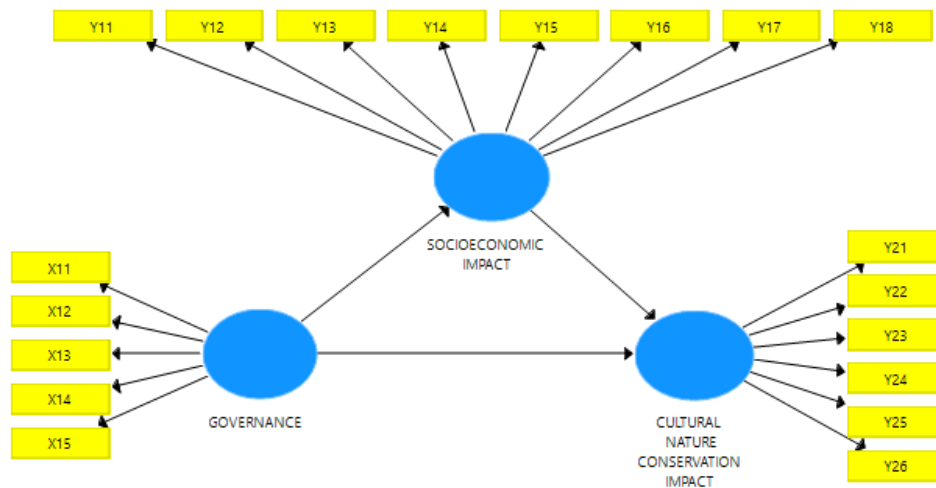 Y11
Y12
Y13
Y14
Y15
Y16
Y17
Y18
SOCIOECONOMIC
IMPACT
X11
X12
X13
X14
X15
GOVERNANCE
Y21
Y22
Y23
Y24
Y25
Y26
CULTURAL
NATURE
CONSERVATION
IMPACT